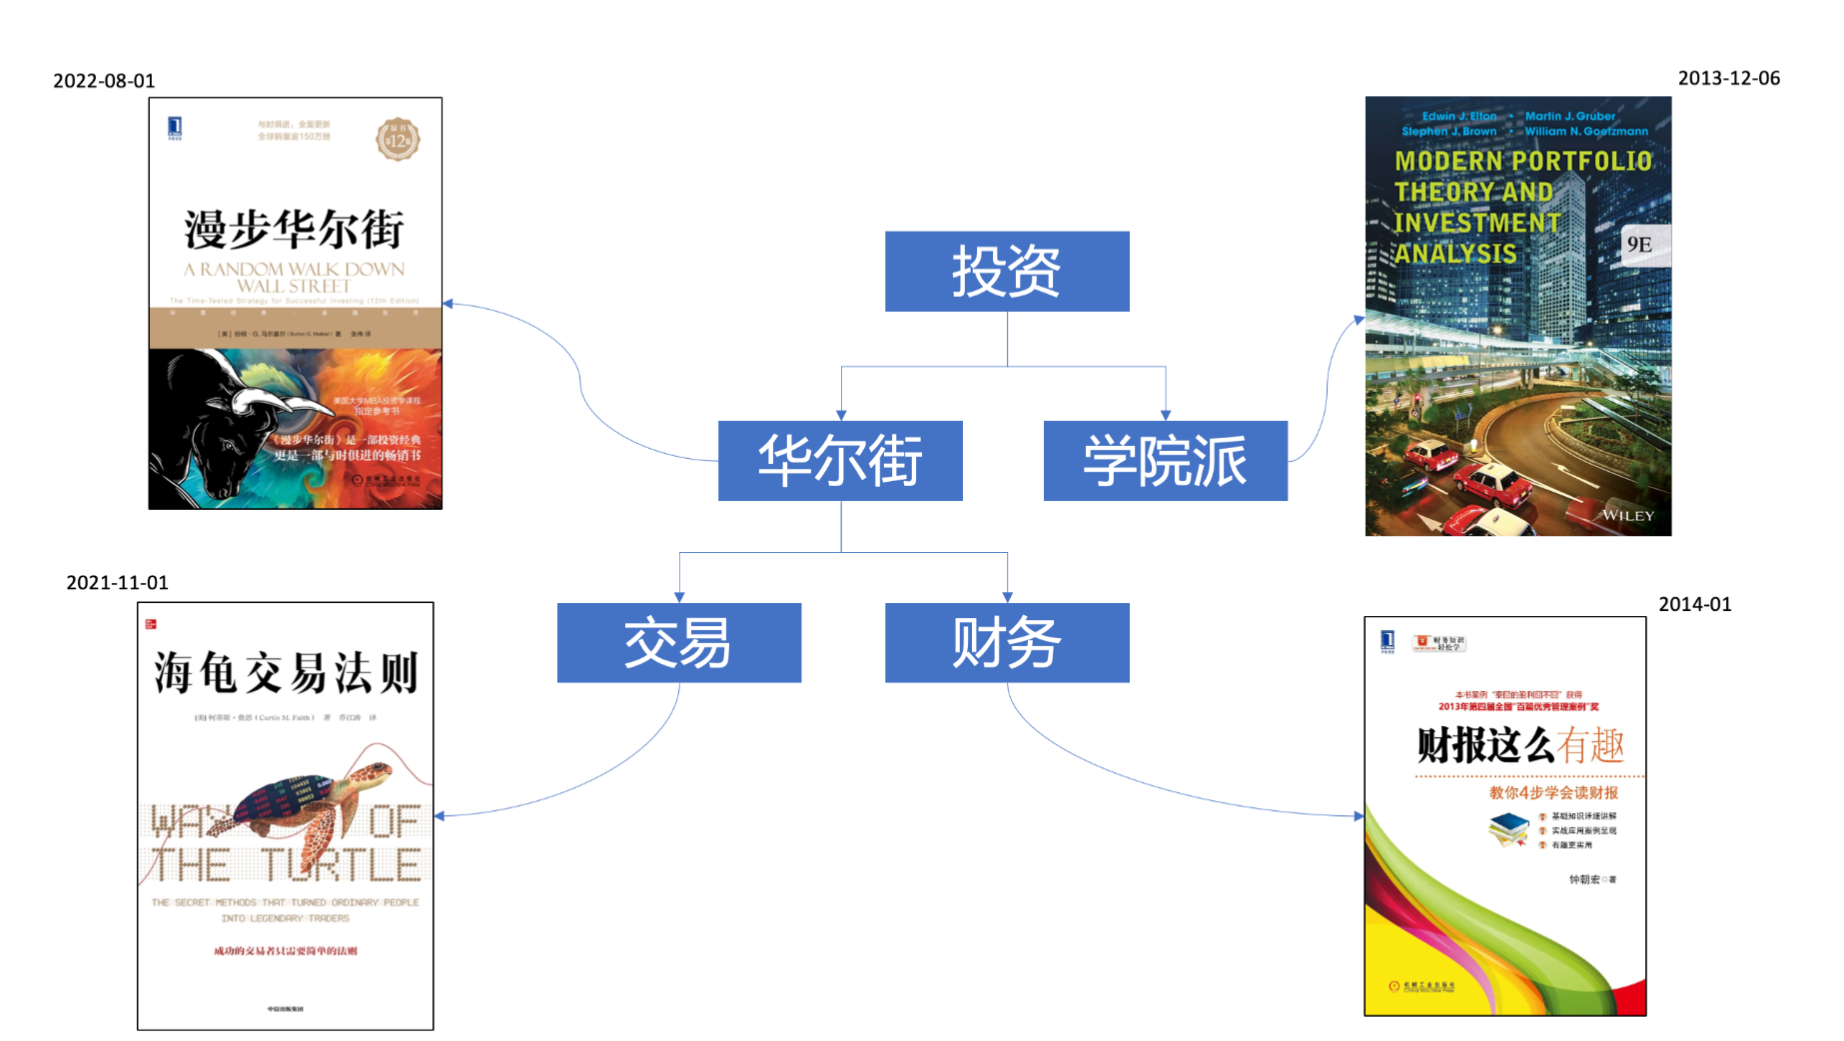 2022-08-01
与时俱进，全面更新
全球销量逾150万册
原书
第12版
漫步华尔街
A RANDOM WALK DOWN
WALL STREET
The Time-Tested Strategy for Successful Investing (12th Edition)
[美] 伯顿·G. 马尔基尔 (Burton G. Malkiel) 著 张伟 译
美国大学MBA投资学课程
指定参考书
《漫步华尔街》是一部投资经典
更是一部与时俱进的畅销书
机械工业出版社
China Machine Press
2013-12-06
Edwin J. Elton • Martin J. Gruber
Stephen J. Brown • William N. Goetzmann
MODERN PORTFOLIO
THEORY AND
INVESTMENT
ANALYSIS
9E
WILEY
投资
华尔街
学院派
交易
财务
2021-11-01
海龟交易法则
[美] 柯蒂斯·费思 (Curtis M. Faith) 著 乔江涛 译
WAY OF
THE TURTLE
THE SECRET METHODS THAT TURNED ORDINARY PEOPLE
INTO LEGENDARY TRADERS
成功的交易者只需要简单的法则
中信出版集团
2014-01
财务知识
轻松学
本书案例“要回的盈利回不回”获得
2013年第四届全国“百篇优秀管理案例”奖
财报这么有趣
教你4步学会读财报
基础知识详细讲解
实战应用案例呈现
有趣更实用
钟朝宏◎著
机械工业出版社
China Machine Press